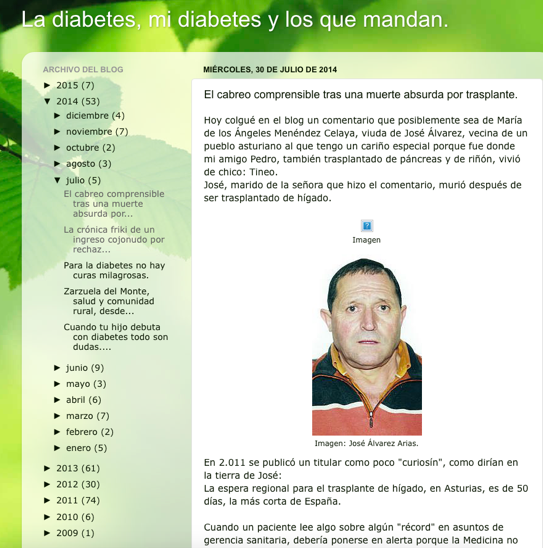 La diabetes, mi diabetes y los que mandan.
ARCHIVO DEL BLOG
► 2015 (7)
▼ 2014 (53)
► diciembre (4)
► noviembre (7)
► octubre (2)
► agosto (3)
▼ julio (5)
El cabreo comprensible
tras una muerte
absurda por...
La crónica friki de un
ingreso cojonudo por
rechaz...
Para la diabetes no hay
curas milagrosas.
Zarzuela del Monte,
salud y comunidad
rural, desde...
Cuando tu hijo debuta
con diabetes todo son
dudas....
► junio (9)
► mayo (3)
► abril (6)
► marzo (7)
► febrero (2)
► enero (5)
► 2013 (61)
► 2012 (30)
► 2011 (74)
► 2010 (6)
► 2009 (1)
MIÉRCOLES, 30 DE JULIO DE 2014
El cabreo comprensible tras una muerte absurda por trasplante.
Hoy colgué en el blog un comentario que posiblemente sea de María
de los Ángeles Menéndez Celaya, viuda de José Álvarez, vecina de un
pueblo asturiano al que tengo un cariño especial porque fue donde
mi amigo Pedro, también trasplantado de páncreas y de riñón, vivió
de chico: Tineo.
José, marido de la señora que hizo el comentario, murió después de
ser trasplantado de hígado.
?
Imagen
Imagen: José Álvarez Arias.
En 2.011 se publicó un titular como poco "curiosín", como dirían en
la tierra de José:
La espera regional para el trasplante de hígado, en Asturias, es de 50
días, la más corta de España.
Cuando un paciente lee algo sobre algún "récord" en asuntos de
gerencia sanitaria, debería ponerse en alerta porque la Medicina no